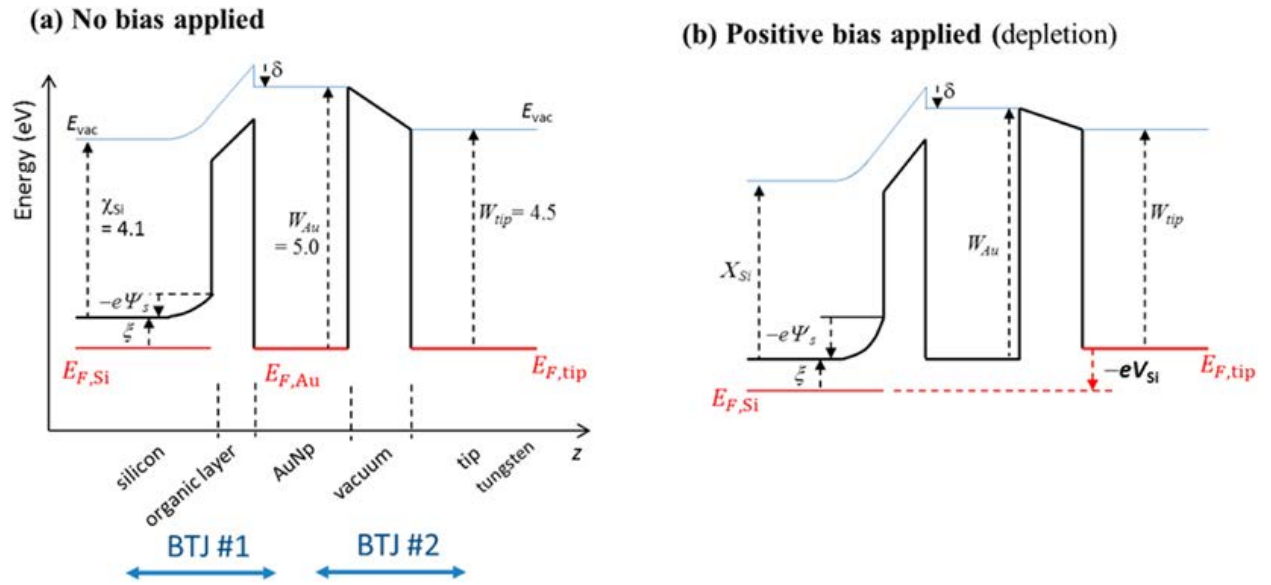 (a) No bias applied
Energy (eV)
E_vac
δ
E_vac
χ_Si
= 4.1
W_Au
= 5.0
W_tip = 4.5
−eΨ_s
ξ
E_F,Si
E_F,Au
E_F,tip
silicon
organic layer
AuNp
vacuum
tip
tungsten
z
BTJ #1
BTJ #2
(b) Positive bias applied (depletion)
δ
X_Si
W_Au
W_tip
−eΨ_s
ξ
E_F,Si
−eV_Si
E_F,tip